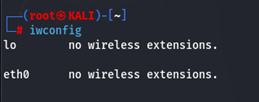 ┌──(root㉿KALI)-[~]
└─# iwconfig
lo        no wireless extensions.
eth0      no wireless extensions.